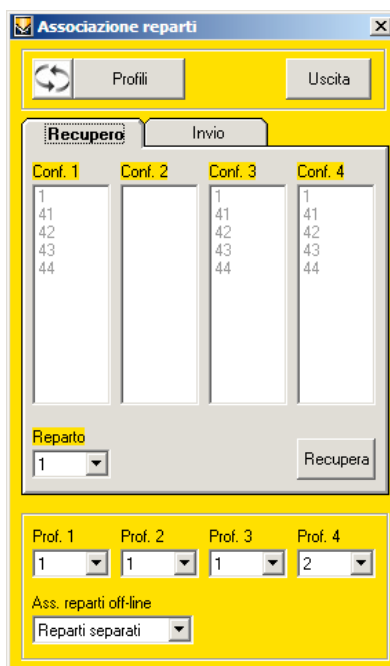 Associazione reparti
Profili Uscita
Recupero Invio
Conf. 1 Conf. 2 Conf. 3 Conf. 4
1 1 1
41 41 41
42 42 42
43 43 43
44 44 44
Reparto
1 Recupera
Prof. 1 Prof. 2 Prof. 3 Prof. 4
1 1 1 2
Ass. reparti off-line
Reparti separati